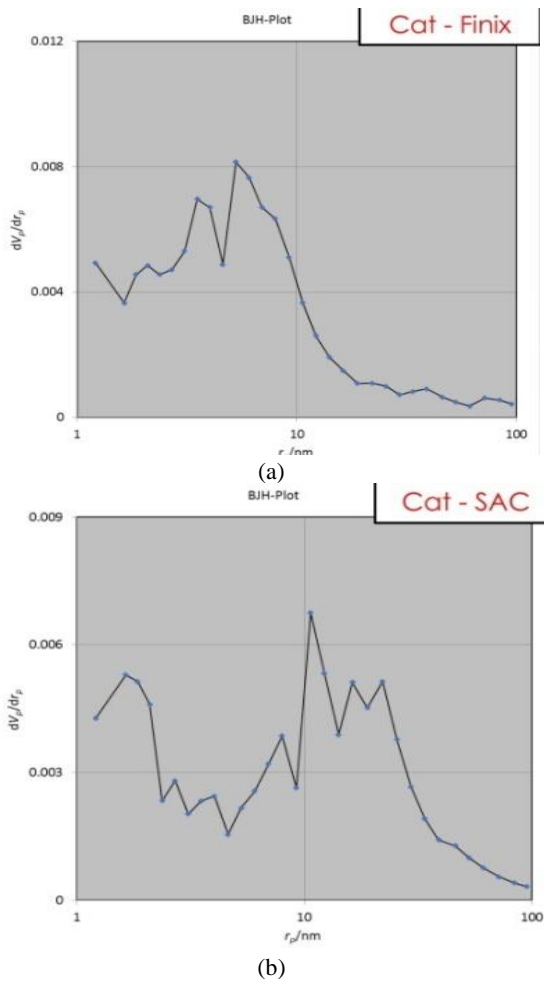 BJH-Plot
Cat - Finix
0.012
0.008
dVp/drp
0.004
0
1
10
100
(a)
BJH-Plot
Cat - SAC
0.009
0.006
dVp/drp
0.003
0
1
10
100
rp/nm
(b)